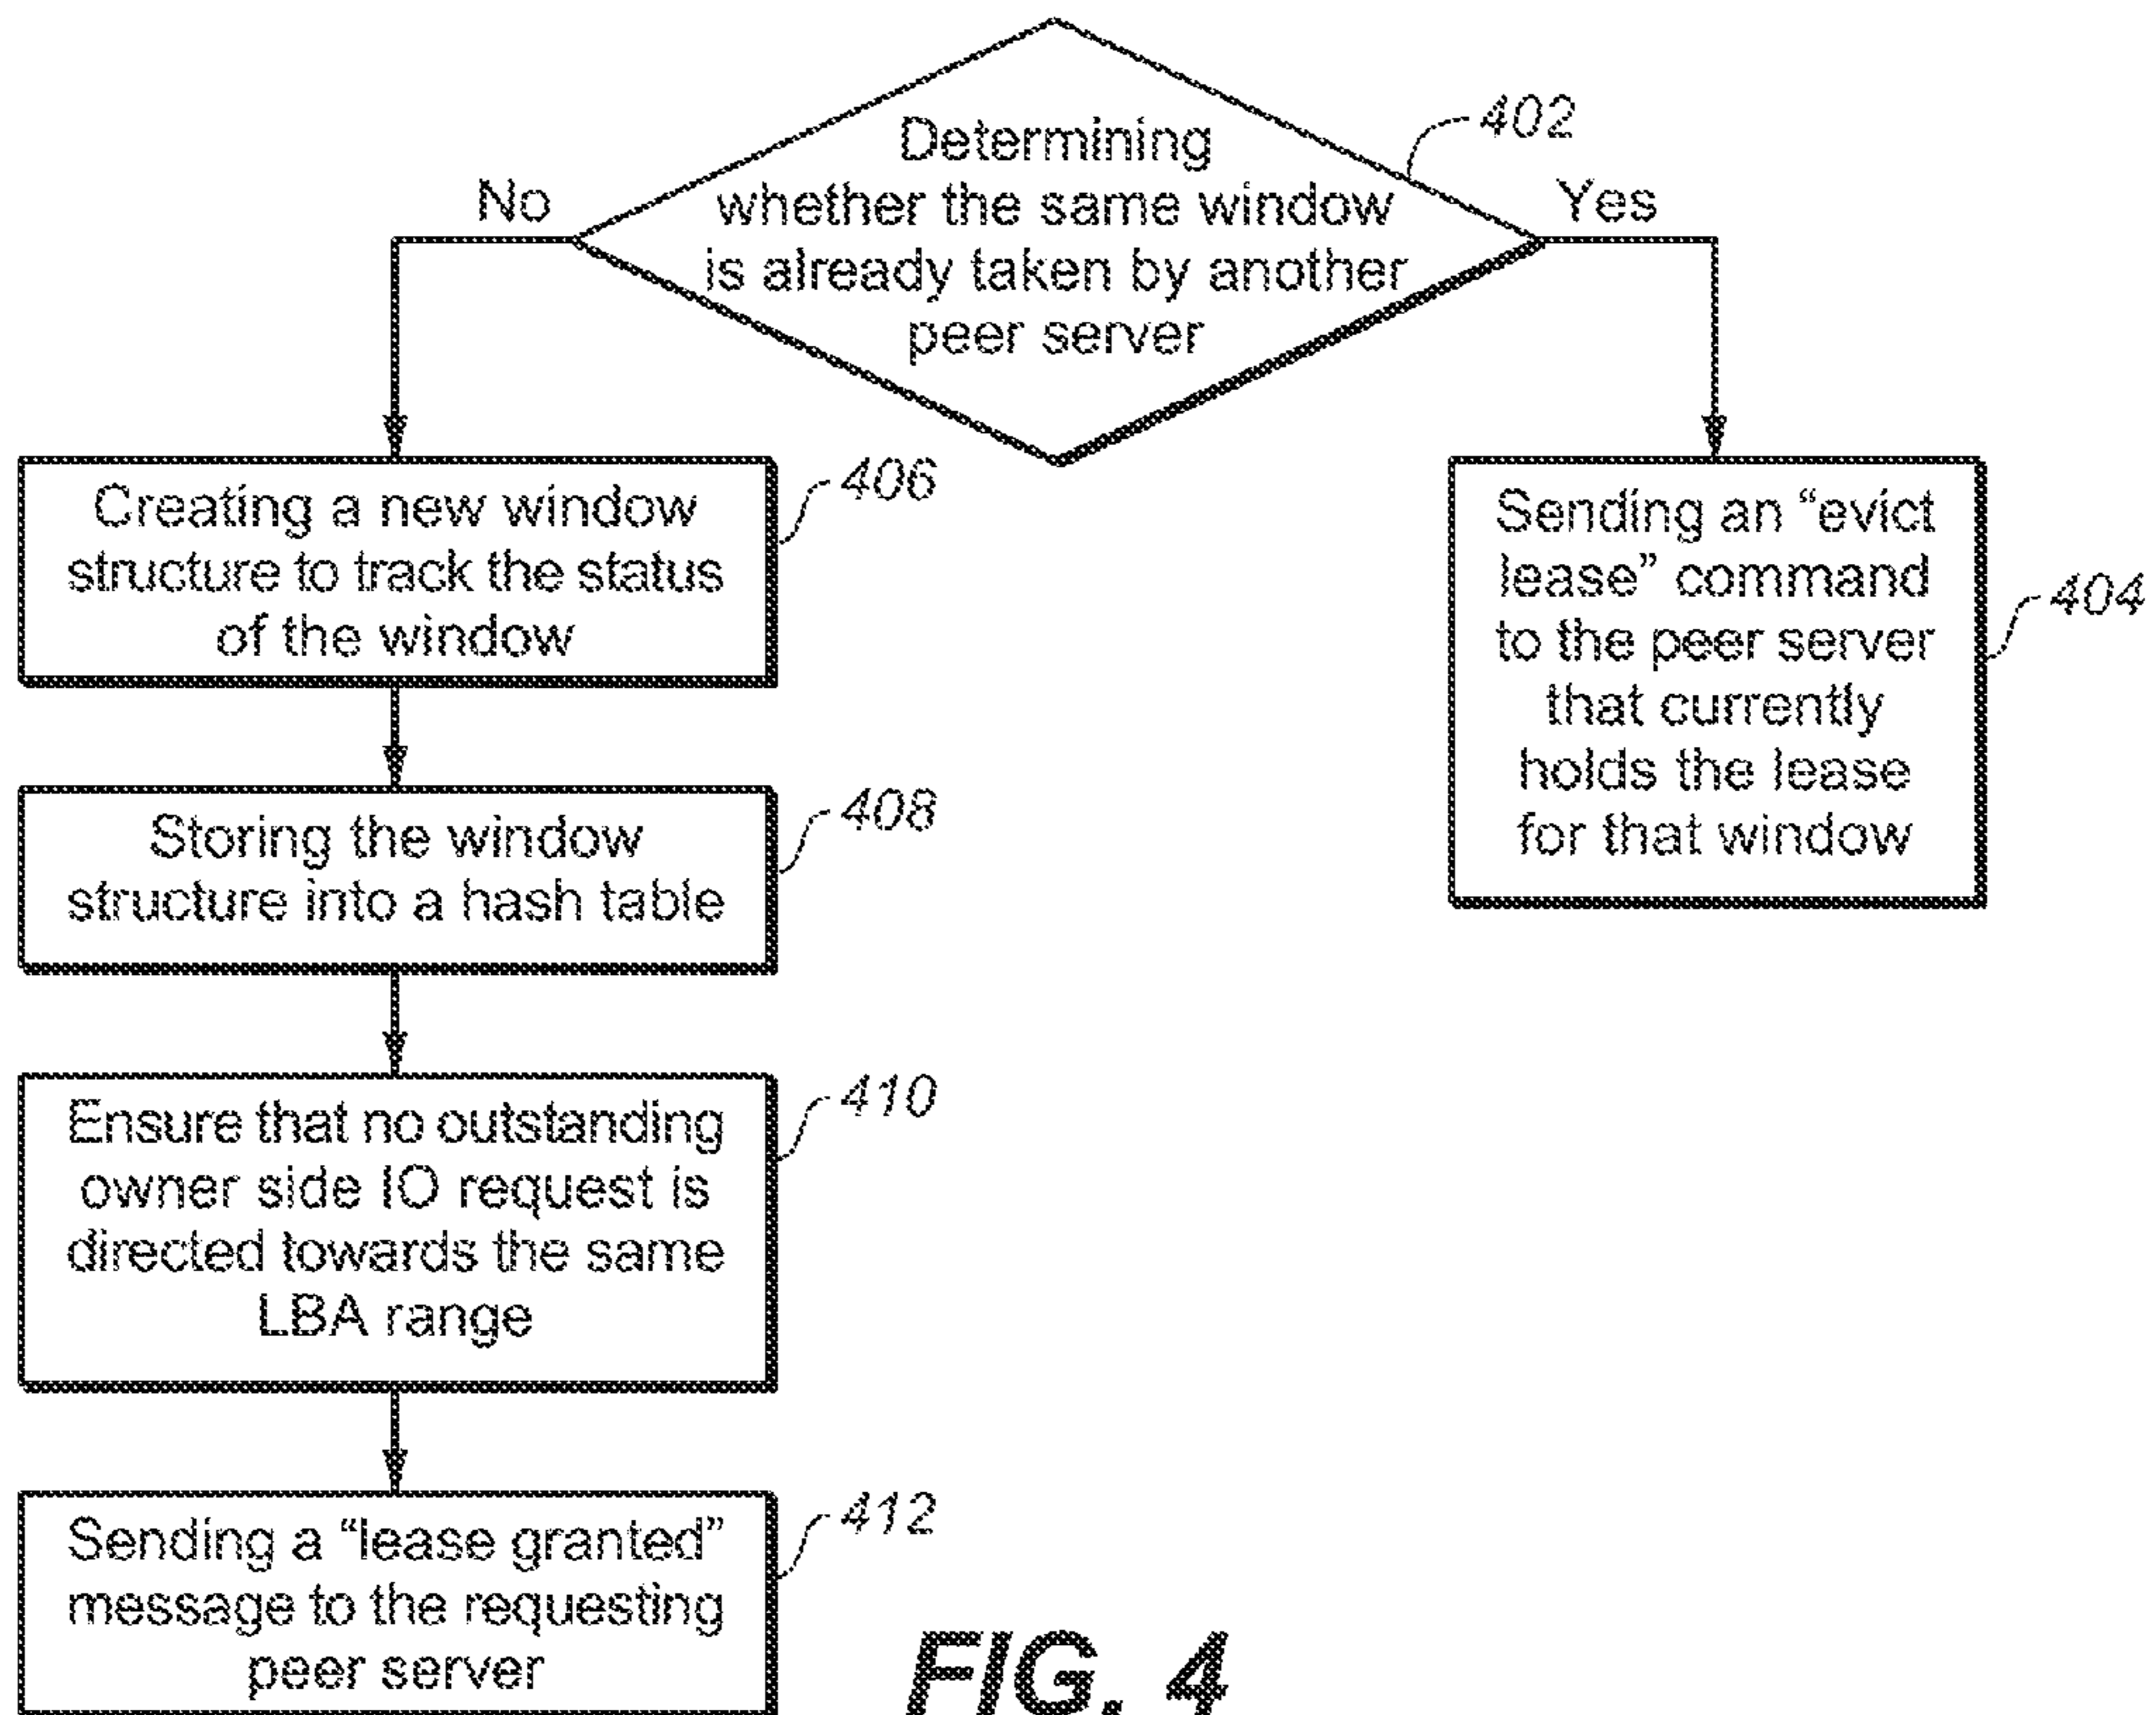 Determining
whether the same window
is already taken by another
peer server
402
No
Yes
Creating a new window
structure to track the status
of the window
406
Sending an “evict
lease” command
to the peer server
that currently
holds the lease
for that window
404
Storing the window
structure into a hash table
408
Ensure that no outstanding
owner side IO request is
directed towards the same
LBA range
410
Sending a “lease granted”
message to the requesting
peer server
412
FIG. 4